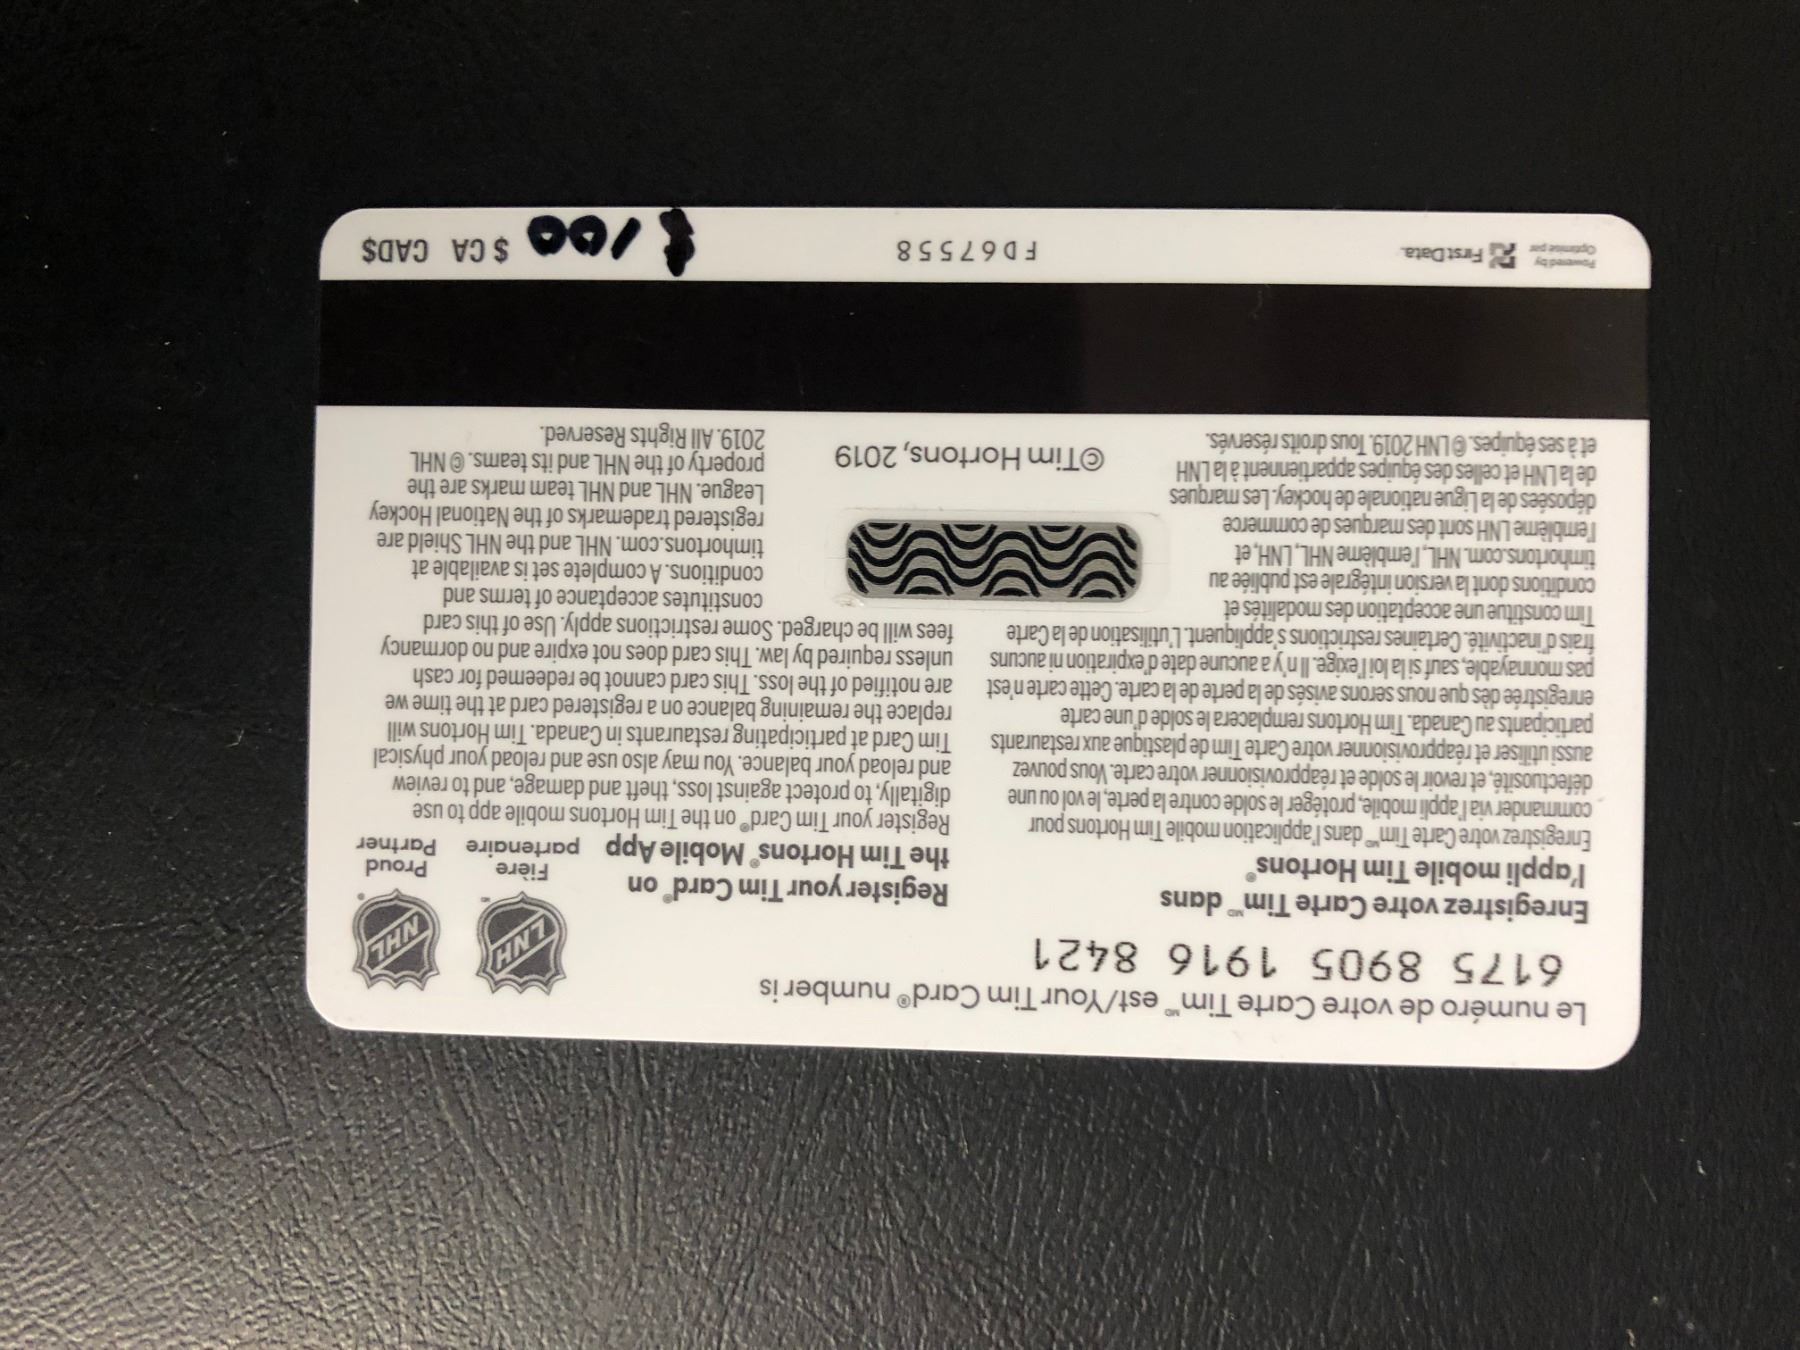 Le numéro de votre Carte Tim MD est/Your Tim Card® number is
6175 8905 1916 8421
LNH MD
NHL ®
Fière partenaire
Proud Partner
Enregistrez votre Carte Tim MD dans
l'appli mobile Tim Hortons®
Enregistrez votre Carte Tim MD dans l'application mobile Tim Hortons pour
commander via l'appli mobile, protéger le solde contre la perte, le vol ou une
défectuosité, et revoir le solde et réapprovisionner votre carte. Vous pouvez
aussi utiliser et réapprovisionner votre Carte Tim de plastique aux restaurants
participants au Canada. Tim Hortons remplacera le solde d'une carte
enregistrée dès que nous serons avisés de la perte de la carte. Cette carte n'est
pas monnayable, sauf si la loi l'exige. Il n'y a aucune date d'expiration ni aucuns
frais d'inactivité. Certaines restrictions s'appliquent. L'utilisation de la Carte
Tim constitue une acceptation des modalités et
conditions dont la version intégrale est publiée au
timhortons.com. NHL, l'emblème NHL, LNH, et
l'emblème LNH sont des marques de commerce
déposées de la Ligue nationale de hockey. Les marques
de la LNH et celles des équipes appartiennent à la LNH
et à ses équipes. © LNH 2019. Tous droits réservés.
Register your Tim Card® on
the Tim Hortons® Mobile App
Register your Tim Card® on the Tim Hortons mobile app to use
digitally, to protect against loss, theft and damage, and to review
and reload your balance. You may also use and reload your physical
Tim Card at participating restaurants in Canada. Tim Hortons will
replace the remaining balance on a registered card at the time we
are notified of the loss. This card cannot be redeemed for cash
unless required by law. This card does not expire and no dormancy
fees will be charged. Some restrictions apply. Use of this card
constitutes acceptance of terms and
conditions. A complete set is available at
timhortons.com. NHL and the NHL Shield are
registered trademarks of the National Hockey
League. NHL and NHL team marks are the
property of the NHL and its teams. © NHL
2019. All Rights Reserved.
©Tim Hortons, 2019
Powered by
Optimisé par
First Data.
FD67558
$100 $ CA CAD$